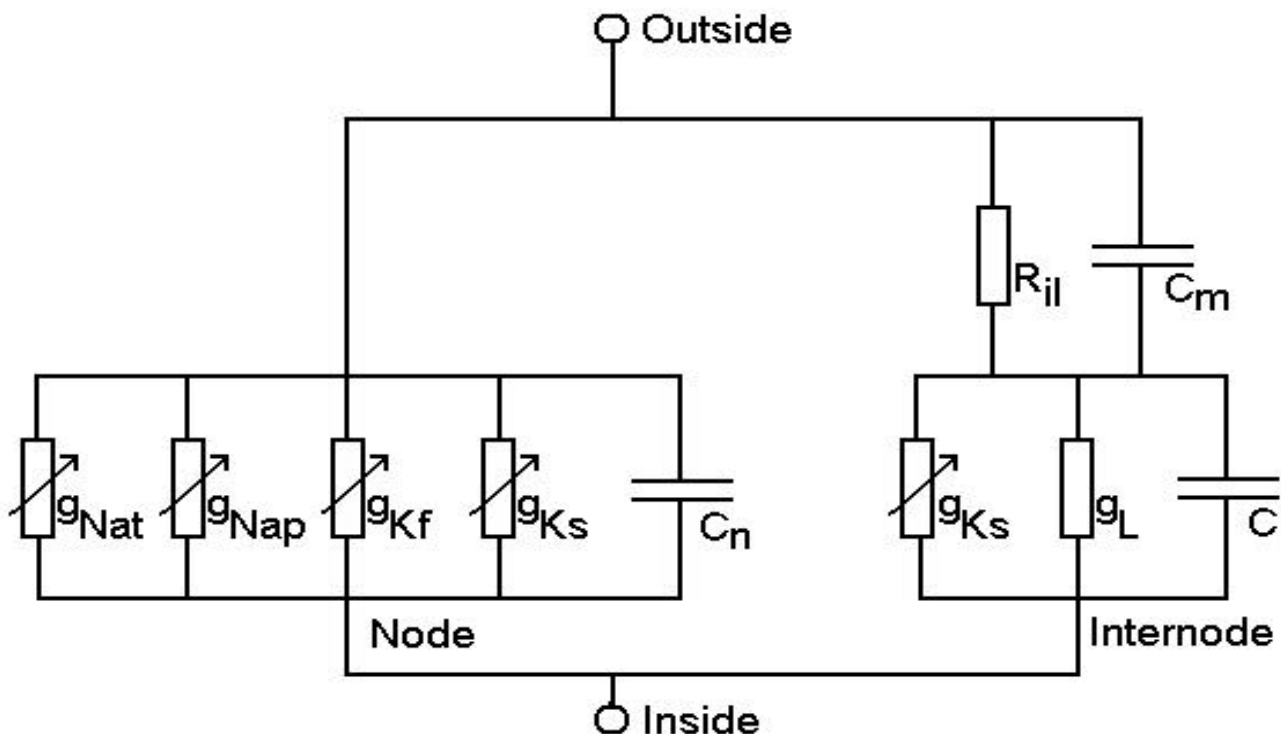 Outside
R_il
C_m
g_Nat
g_Nap
g_Kf
g_Ks
C_n
g_Ks
g_L
C
Node
Internode
Inside